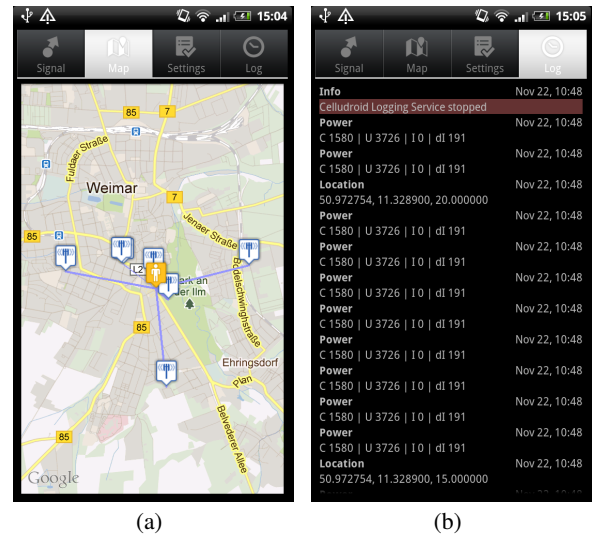 15:04
Signal Map Settings Log
85 7
Fuldaer Straße
Weimar
7
Jenaer Straße
85
L2
Park an
der Ilm
Bodelschwinghstraße
85
Ehringsdorf
Plan
85
Belvederer Allee
Google
(a)
15:05
Signal Map Settings Log
Info Nov 22, 10:48
Celludroid Logging Service stopped
Power Nov 22, 10:48
C 1580 | U 3726 | I 0 | dI 191
Power Nov 22, 10:48
C 1580 | U 3726 | I 0 | dI 191
Location Nov 22, 10:48
50.972754, 11.328900, 20.000000
Power Nov 22, 10:48
C 1580 | U 3726 | I 0 | dI 191
Power Nov 22, 10:48
C 1580 | U 3726 | I 0 | dI 191
Power Nov 22, 10:48
C 1580 | U 3726 | I 0 | dI 191
Power Nov 22, 10:48
C 1580 | U 3726 | I 0 | dI 191
Power Nov 22, 10:48
C 1580 | U 3726 | I 0 | dI 191
Power Nov 22, 10:48
C 1580 | U 3726 | I 0 | dI 191
Power Nov 22, 10:48
C 1580 | U 3726 | I 0 | dI 191
Power Nov 22, 10:48
C 1580 | U 3726 | I 0 | dI 191
Location Nov 22, 10:48
50.972754, 11.328900, 15.000000
(b)